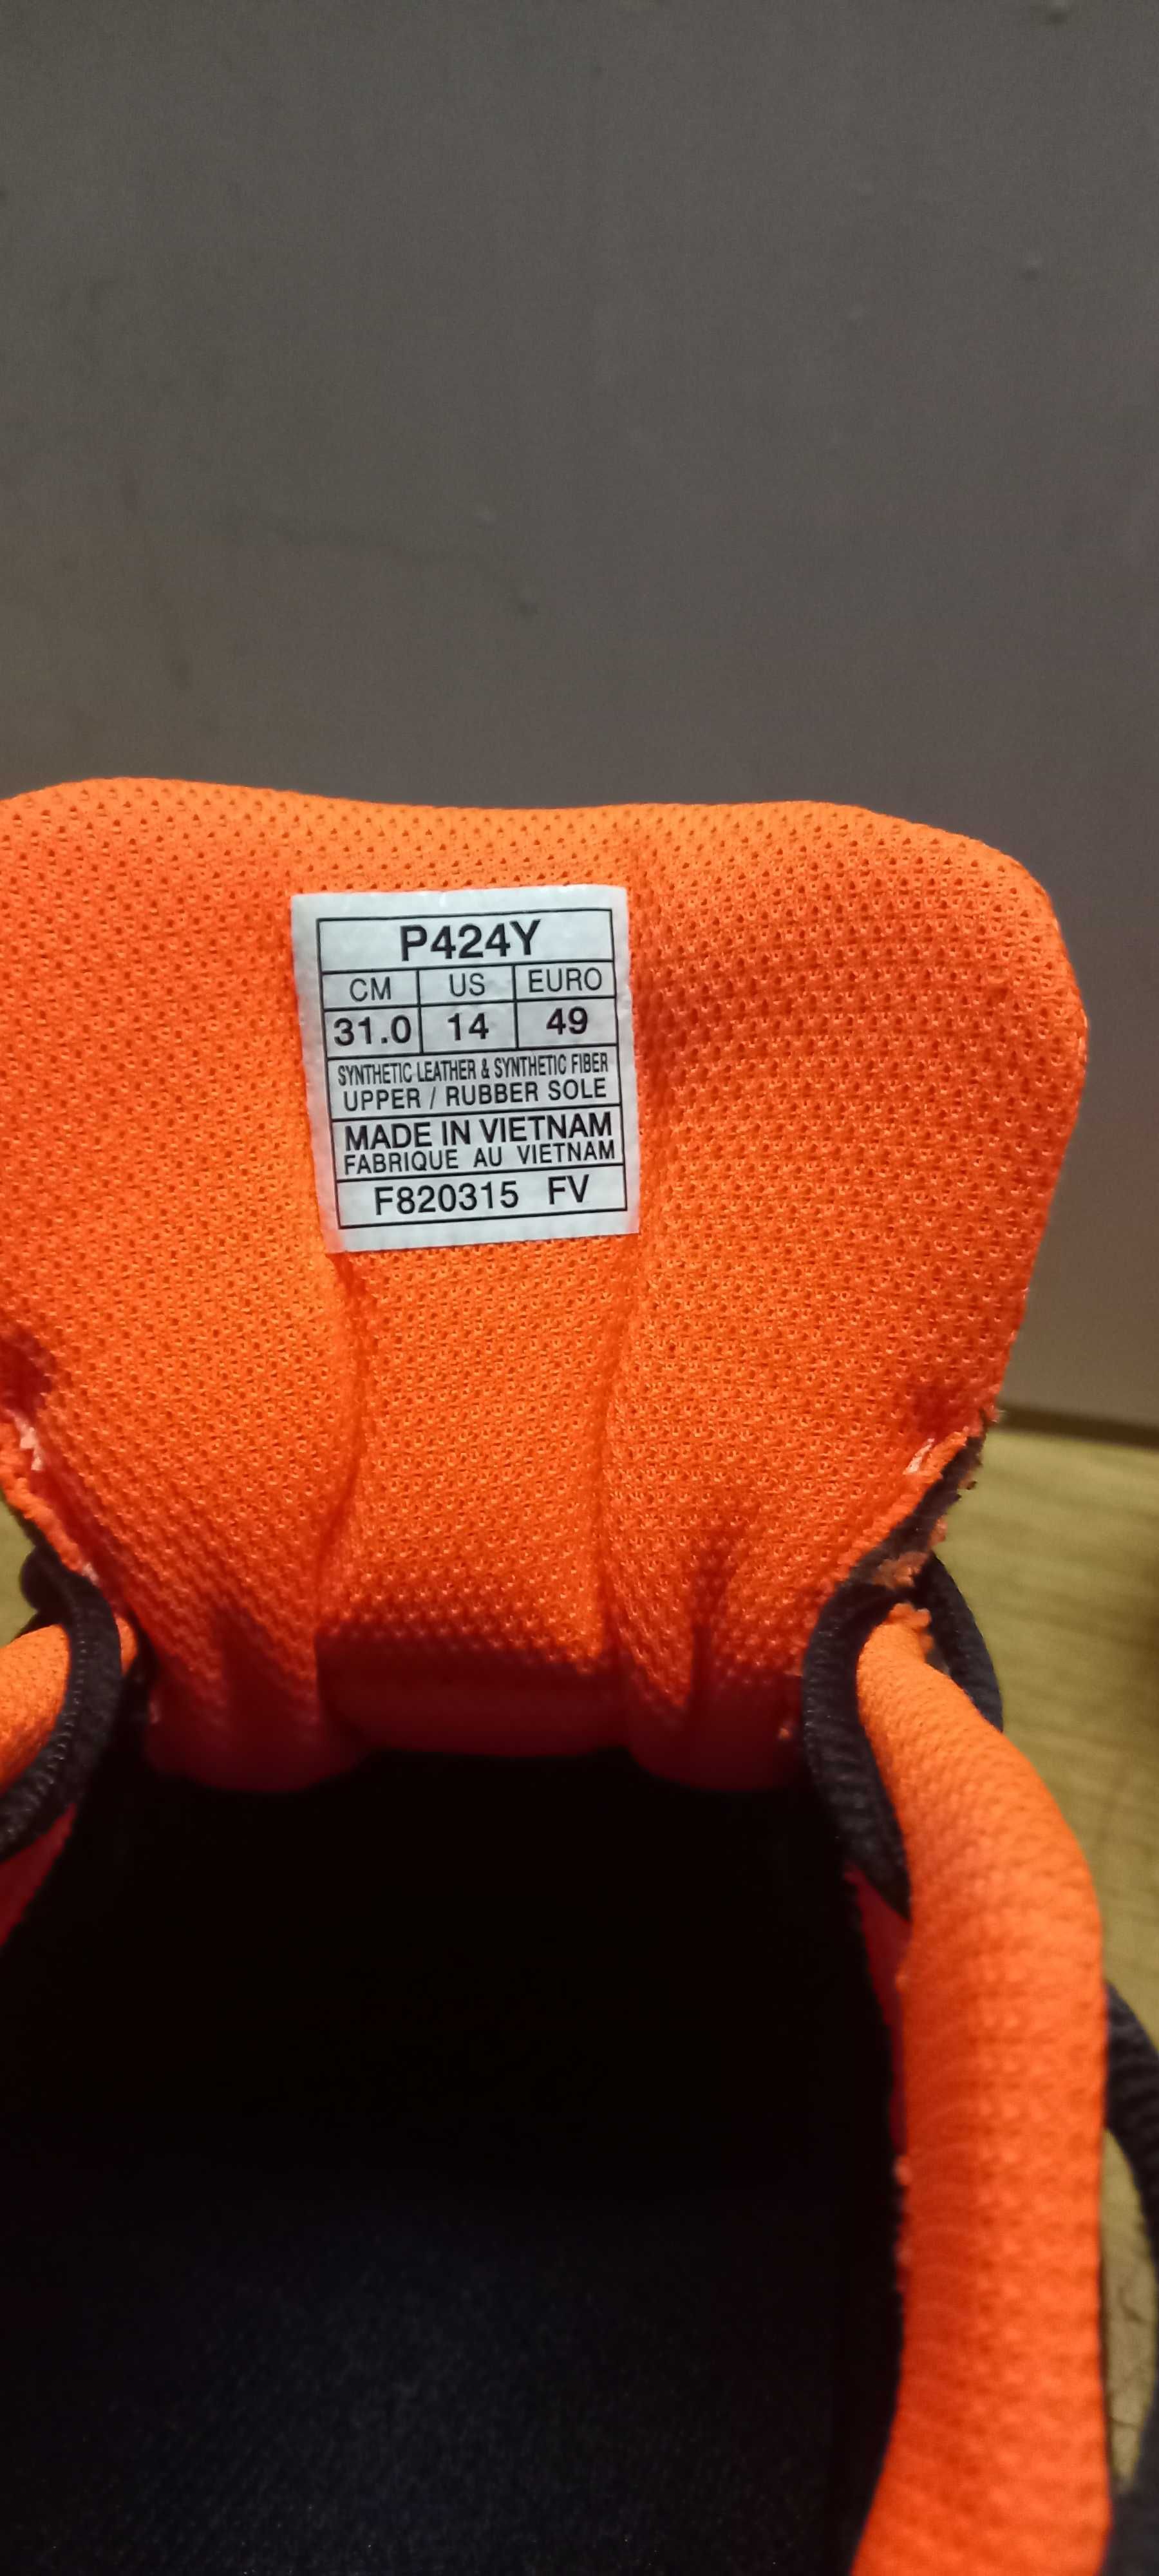 P424Y
CM US EURO
31.0 14 49
SYNTHETIC LEATHER & SYNTHETIC FIBER
UPPER / RUBBER SOLE
MADE IN VIETNAM
FABRIQUE AU VIETNAM
F820315 FV